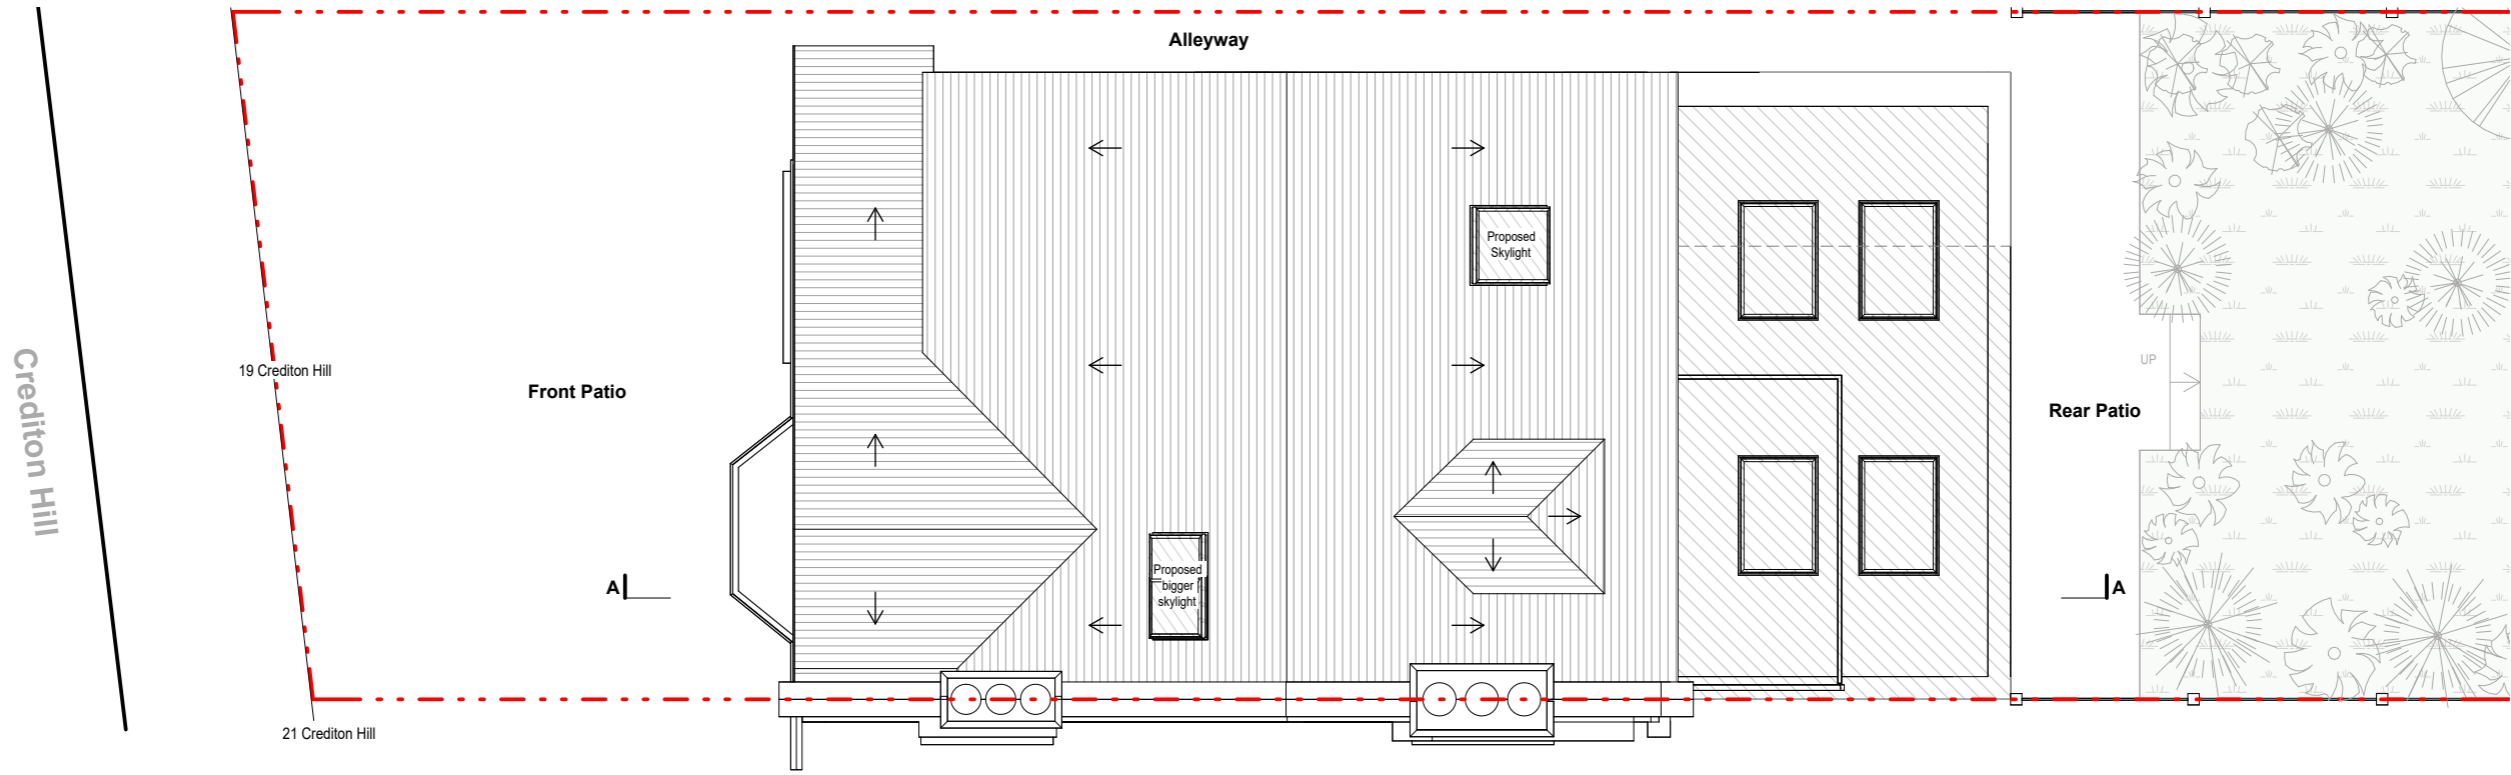 Alleyway
Proposed
Skylight
Crediton Hill
19 Crediton Hill
Front Patio
UP
Rear Patio
Proposed
bigger
skylight
A
A
21 Crediton Hill